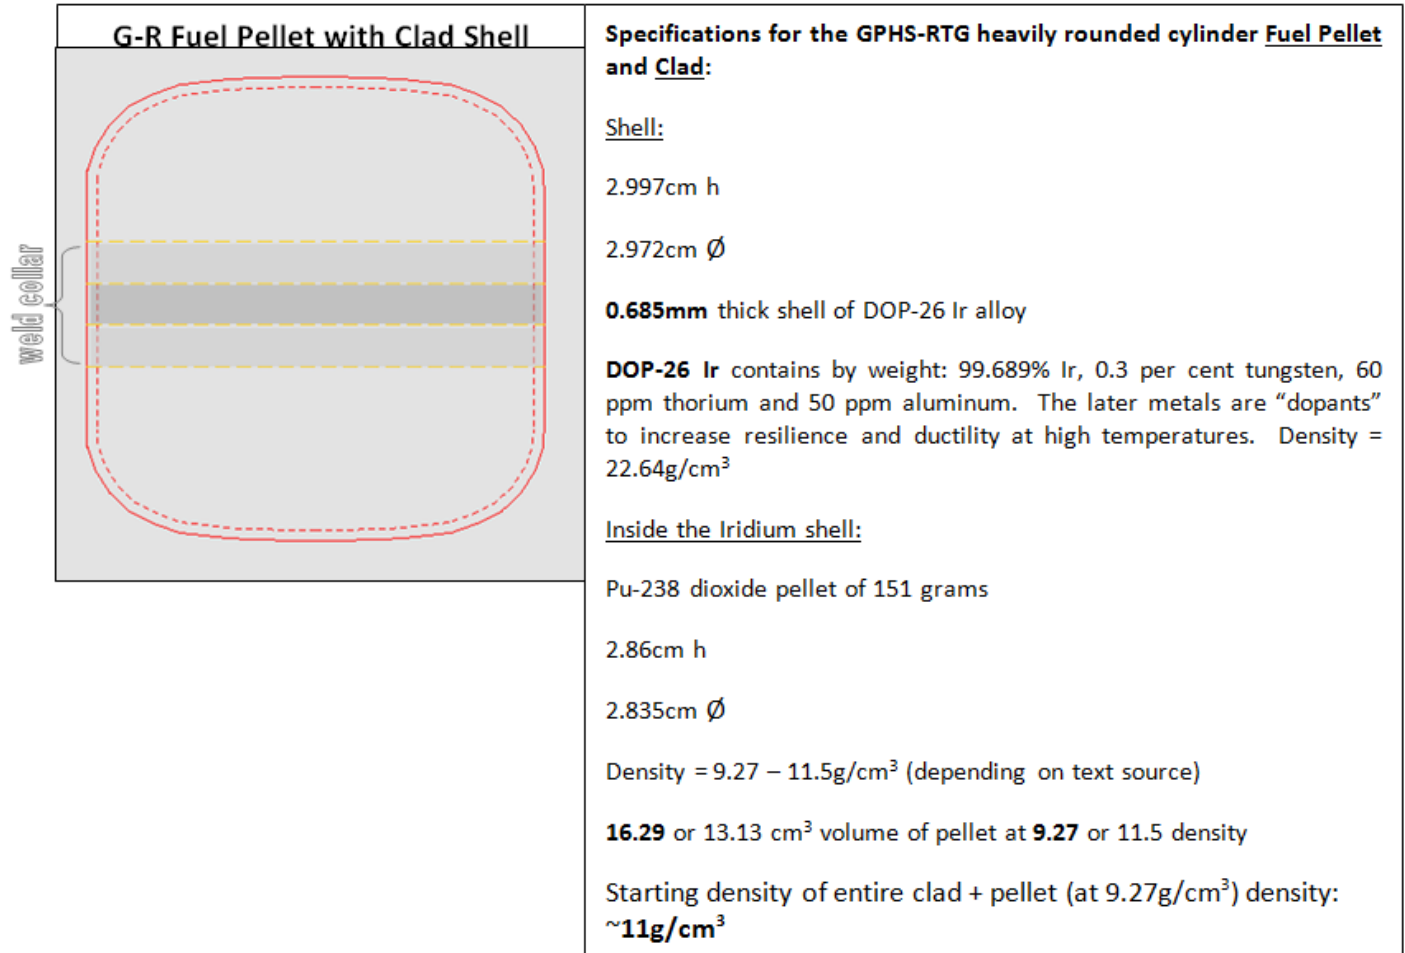 G-R Fuel Pellet with Clad Shell
weld collar
Specifications for the GPHS-RTG heavily rounded cylinder Fuel Pellet
and Clad:
Shell:
2.997cm h
2.972cm Ø
0.685mm thick shell of DOP-26 Ir alloy
DOP-26 Ir contains by weight: 99.689% Ir, 0.3 per cent tungsten, 60
ppm thorium and 50 ppm aluminum. The later metals are “dopants”
to increase resilience and ductility at high temperatures. Density =
22.64g/cm³
Inside the Iridium shell:
Pu-238 dioxide pellet of 151 grams
2.86cm h
2.835cm Ø
Density = 9.27 – 11.5g/cm³ (depending on text source)
16.29 or 13.13 cm³ volume of pellet at 9.27 or 11.5 density
Starting density of entire clad + pellet (at 9.27g/cm³) density:
~11g/cm³